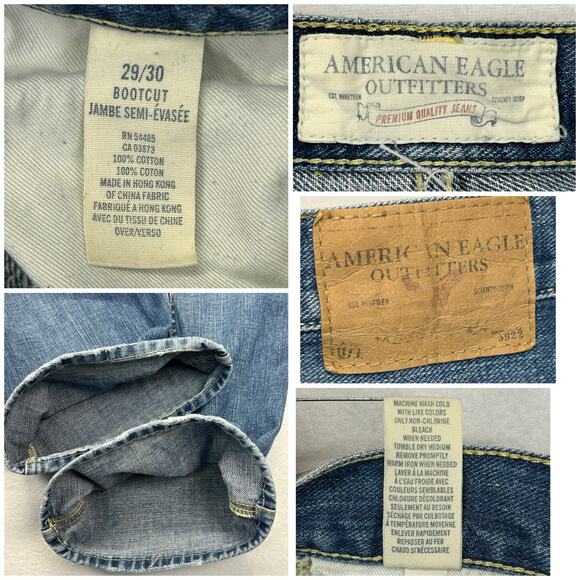 29/30
BOOTCUT
JAMBE SEMI-ÉVASÉE
RN 54485
CA 03873
100% COTTON
100% COTON
MADE IN HONG KONG
OF CHINA FABRIC
FABRIQUÉ A HONG KONG
AVEC DU TISSU DE CHINE
OVER/VERSO
AMERICAN EAGLE
OUTFITTERS
EST. NINETEEN SEVENTY SEVEN
PREMIUM QUALITY JEANS
AMERICAN EAGLE
OUTFITTERS
5922
MACHINE WASH COLD
WITH LIKE COLORS
ONLY NON-CHLORINE
BLEACH
WHEN NEEDED
TUMBLE DRY MEDIUM
REMOVE PROMPTLY
WARM IRON WHEN NEEDED
LAVER À LA MACHINE
À L'EAU FROIDE AVEC
COULEURS SEMBLABLES
CHLORURE DÉCOLORANT
SEULEMENT AU BESOIN
SÉCHAGE PAR CULBUTAGE
À TEMPÉRATURE MOYENNE
ENLEVER RAPIDEMENT
REPASSER AU FER
CHAUD SI NÉCESSAIRE